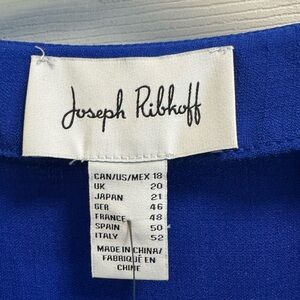 Joseph Ribkoff
CAN/US/MEX 18
UK 20
JAPAN 21
GER 46
FRANCE 48
SPAIN 50
ITALY 52
MADE IN CHINA/
FABRIQUÉ EN
CHINE